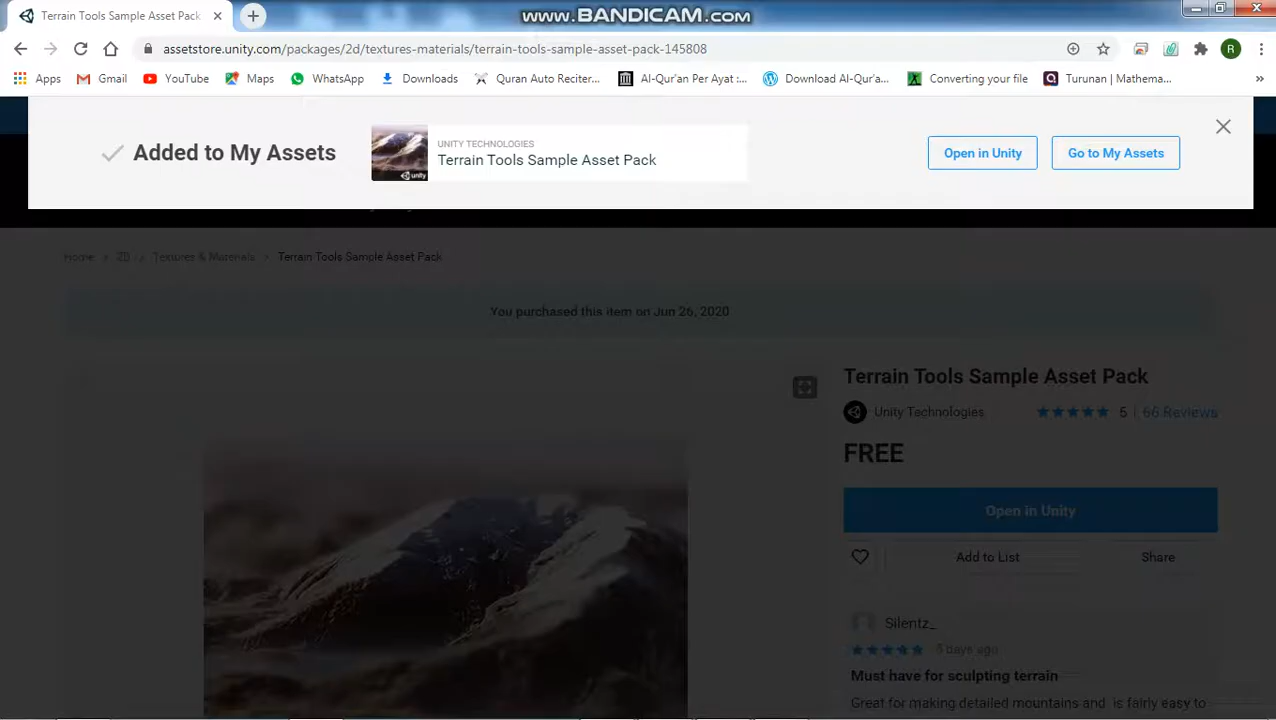 Terrain Tools Sample Asset Pack
www.BANDICAM.com
assetstore.unity.com/packages/2d/textures-materials/terrain-tools-sample-asset-pack-145808
R
Apps Gmail YouTube Maps WhatsApp Downloads Quran Auto Reciter... Al-Qur'an Per Ayat :... Download Al-Qur'a... Converting your file Turunan | Mathema... »
Added to My Assets
UNITY TECHNOLOGIES
Terrain Tools Sample Asset Pack
unity
Open in Unity
Go to My Assets
Home > 2D > Textures & Materials > Terrain Tools Sample Asset Pack
You purchased this item on Jun 26, 2020
Terrain Tools Sample Asset Pack
Unity Technologies
5 | 66 Reviews
FREE
Open in Unity
Add to List
Share
Silentz_
5 days ago
Must have for sculpting terrain
Great for making detailed mountains and is fairly easy to